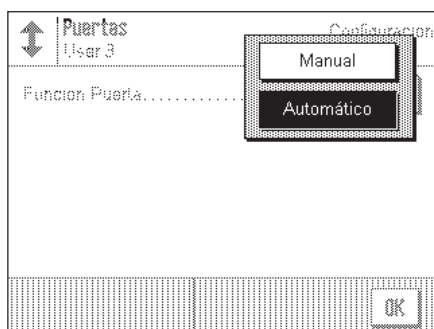 Puertas
Configuracion
User 3
Manual
Funcion Puerta..........
Automático
OK